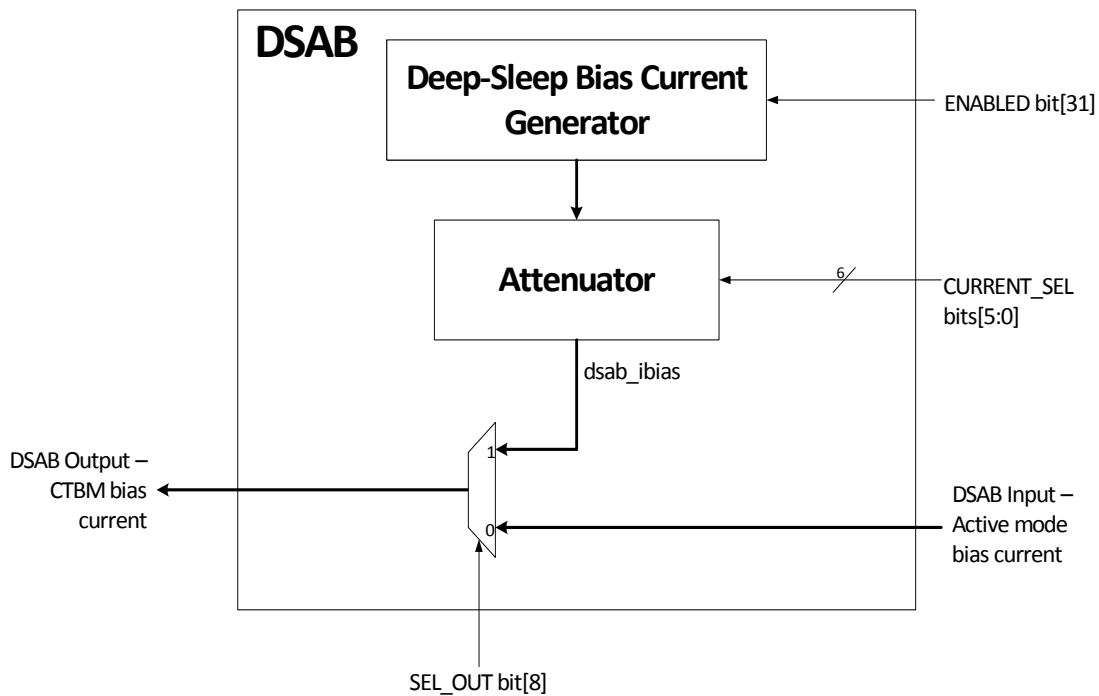 DSAB
Deep-Sleep Bias Current
Generator
ENABLED bit[31]
Attenuator
6
CURRENT_SEL
bits[5:0]
dsab_ibias
1
DSAB Output –
CTBM bias
current
0
DSAB Input –
Active mode
bias current
SEL_OUT bit[8]